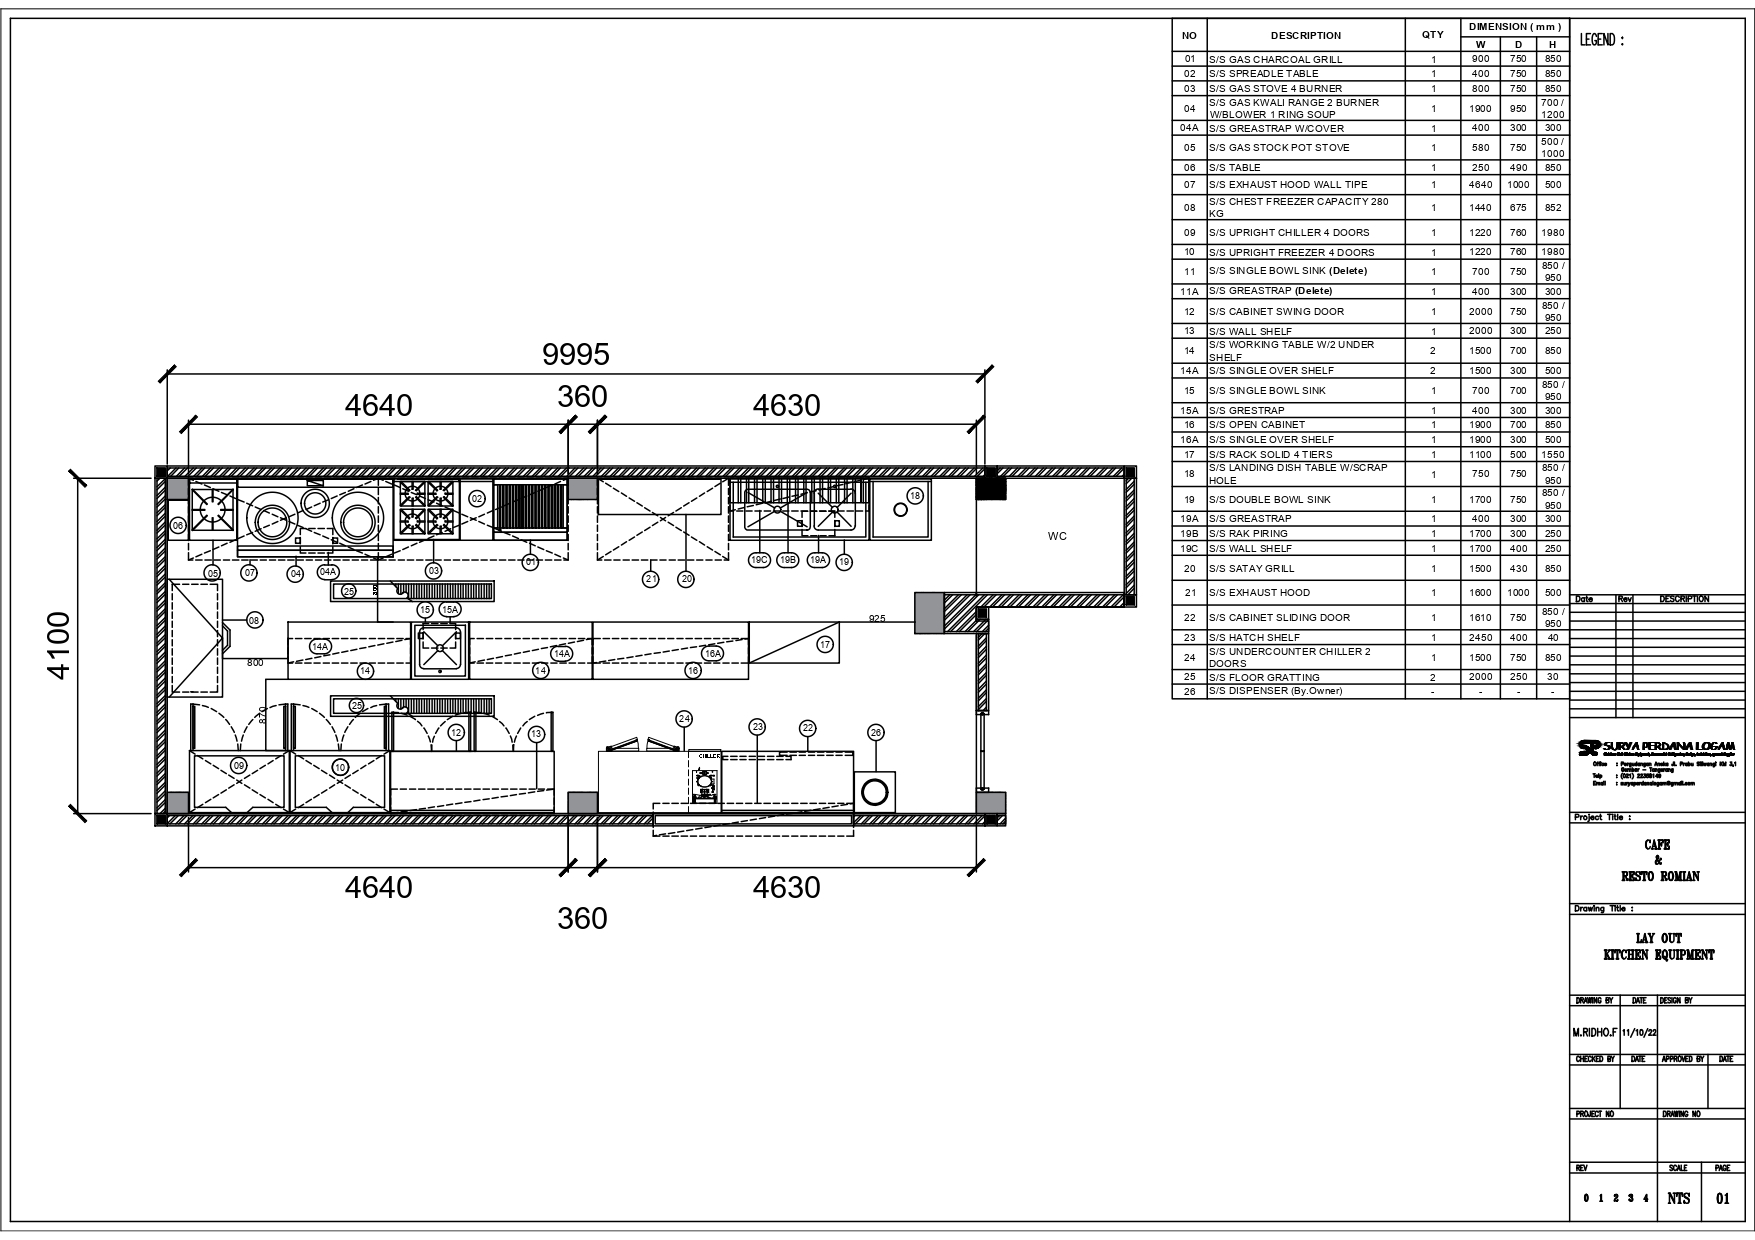 NO DESCRIPTION QTY DIMENSION ( mm )
W D H
01 S/S GAS CHARCOAL GRILL 1 900 750 850
02 S/S SPREADLE TABLE 1 400 750 850
03 S/S GAS STOVE 4 BURNER 1 800 750 850
04 S/S GAS KWALI RANGE 2 BURNER 1 1900 950 700 /
W/BLOWER 1 RING SOUP 1200
04A S/S GREASTRAP W/COVER 1 400 300 300
05 S/S GAS STOCK POT STOVE 1 580 750 500 /
1000
06 S/S TABLE 1 250 490 850
07 S/S EXHAUST HOOD WALL TIPE 1 4640 1000 500
08 S/S CHEST FREEZER CAPACITY 280 1 1440 675 852
KG
09 S/S UPRIGHT CHILLER 4 DOORS 1 1220 760 1980
10 S/S UPRIGHT FREEZER 4 DOORS 1 1220 760 1980
11 S/S SINGLE BOWL SINK (Delete) 1 700 750 850 /
950
11A S/S GREASTRAP (Delete) 1 400 300 300
12 S/S CABINET SWING DOOR 1 2000 750 850 /
950
13 S/S WALL SHELF 1 2000 300 250
14 S/S WORKING TABLE W/2 UNDER 2 1500 700 850
SHELF
14A S/S SINGLE OVER SHELF 2 1500 300 500
15 S/S SINGLE BOWL SINK 1 700 700 850 /
950
15A S/S GRESTRAP 1 400 300 300
16 S/S OPEN CABINET 1 1900 700 850
16A S/S SINGLE OVER SHELF 1 1900 300 500
17 S/S RACK SOLID 4 TIERS 1 1100 500 1550
18 S/S LANDING DISH TABLE W/SCRAP 1 750 750 850 /
HOLE 950
19 S/S DOUBLE BOWL SINK 1 1700 750 850 /
950
19A S/S GREASTRAP 1 400 300 300
19B S/S RAK PIRING 1 1700 300 250
19C S/S WALL SHELF 1 1700 400 250
20 S/S SATAY GRILL 1 1500 430 850
21 S/S EXHAUST HOOD 1 1600 1000 500
22 S/S CABINET SLIDING DOOR 1 1610 750 850 /
950
23 S/S HATCH SHELF 1 2450 400 40
24 S/S UNDERCOUNTER CHILLER 2 1 1500 750 850
DOORS
25 S/S FLOOR GRATTING 2 2000 250 30
26 S/S DISPENSER (By.Owner) - - - -
LEGEND :
9995
4640 360 4630
4100
02
18
06
WC
05 07 04 04A 03 01 21 20 19C 19B 19A 19
25
15 15A
08
925
14A 14A 16A 17
800
14 14 16
25
870
24 23 22 26
12 13
CHILLER
09 10
4640 360 4630
Date Rev DESCRIPTION
SP SURYA PERDANA LOGAM
Office : Pergudangan Aneka Jl. Prabu Siliwangi KM 3,1
Gembor - Tangerang
Telp : (021) 22353149
Email : suryaperdanalogam@gmail.com
Project Title :
CAFE
&
RESTO ROMIAN
Drawing Title :
LAY OUT
KITCHEN EQUIPMENT
DRAWING BY DATE DESIGN BY
M.RIDHO.F 11/10/22
CHECKED BY DATE APPROVED BY DATE
PROJECT NO DRAWING NO
REV SCALE PAGE
0 1 2 3 4 NTS 01